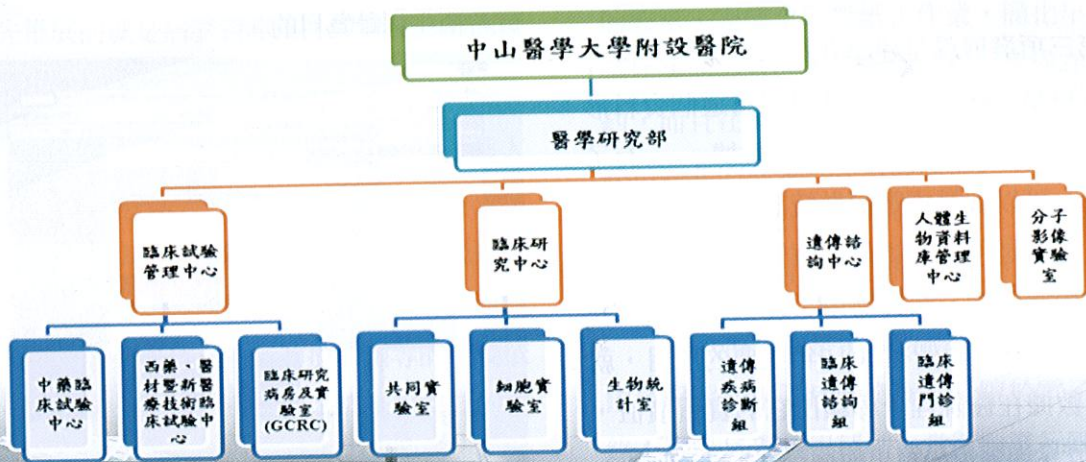 中山醫學大學附設醫院
醫學研究部
臨床試驗
管理中心
臨床研
究中心
遺傳諮
詢中心
人體生
物資料
庫管理
中心
分子
影像
實驗
室
中藥臨
床試驗
中心
西藥、醫
材暨新醫
療技術臨
床試驗中
心
臨床研究
病房及實
驗室
(GCRC)
共同實
驗室
細胞實
驗室
生物統
計室
遺傳
疾病
診斷
組
臨床
遺傳
諮詢
組
臨床
遺傳
門診
組